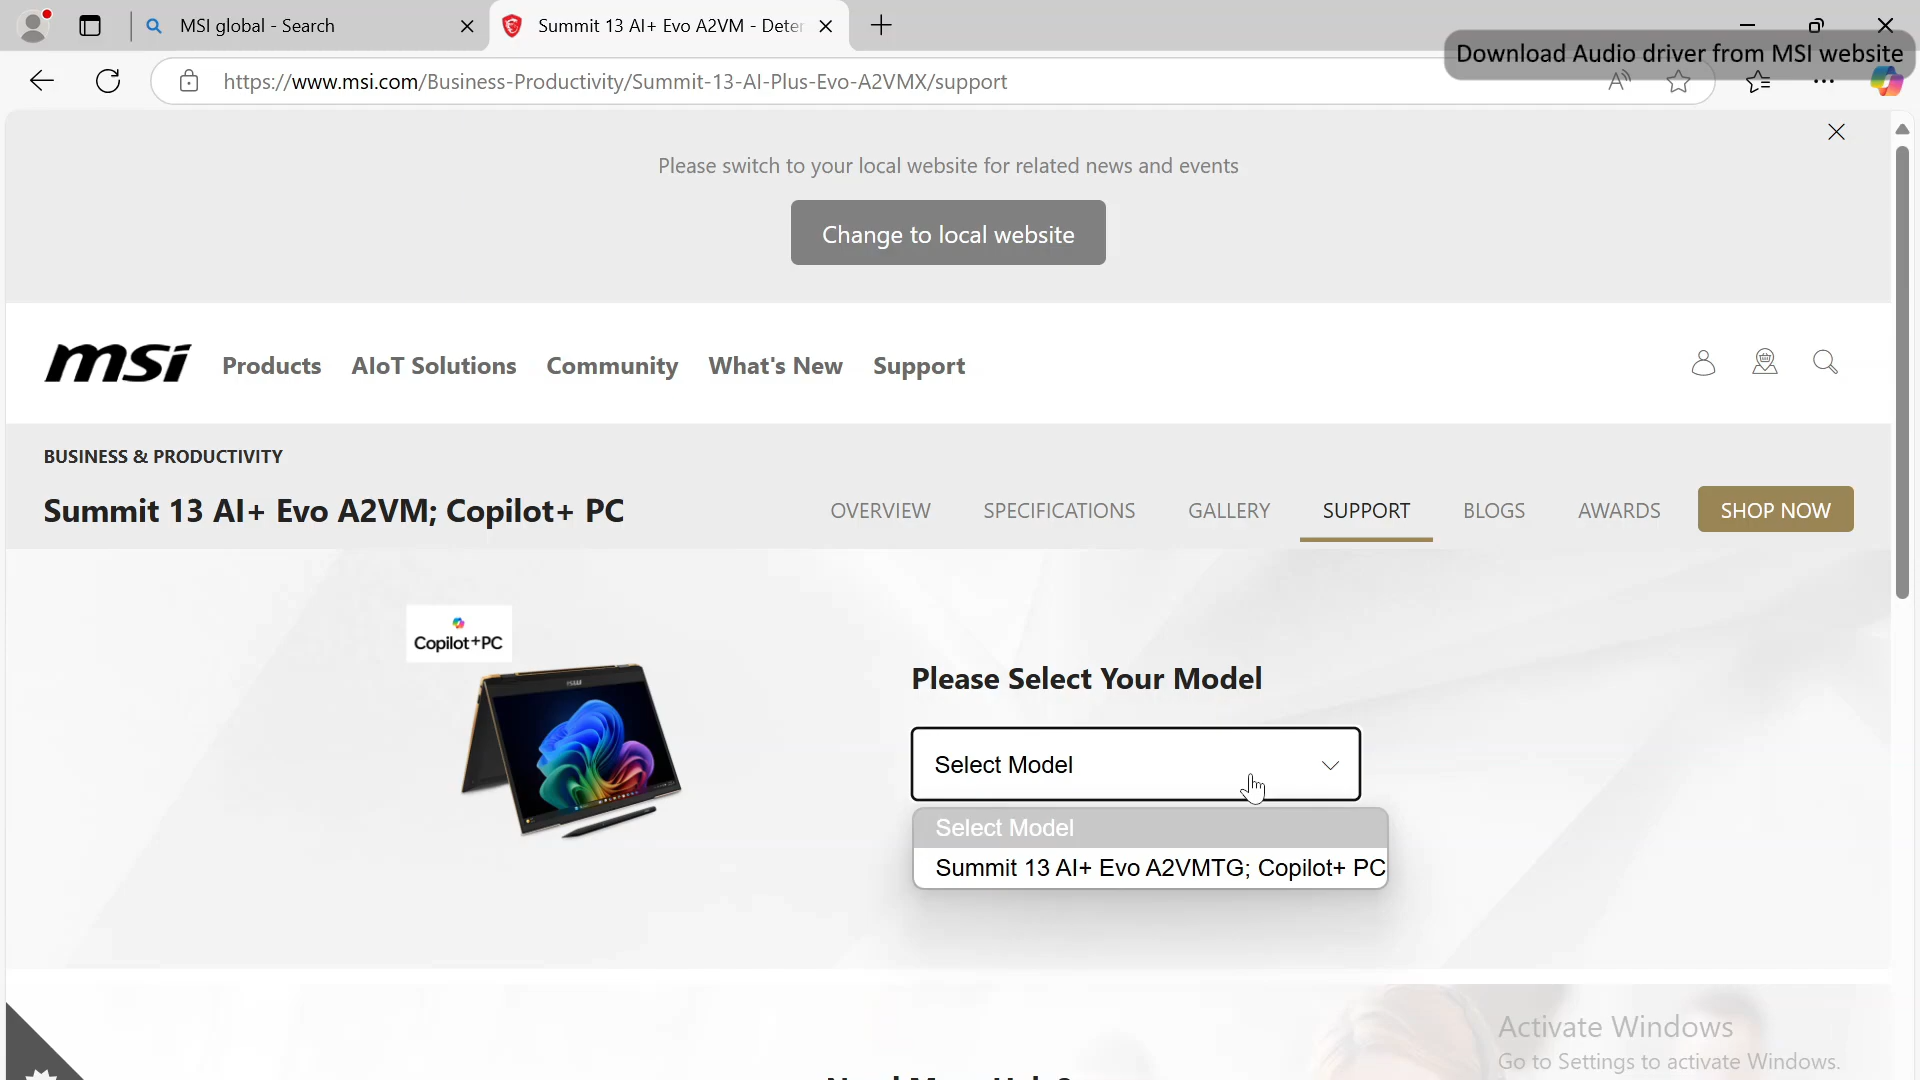 MSI global - Search
Summit 13 AI+ Evo A2VM - Deter
Download Audio driver from MSI website
https://www.msi.com/Business-Productivity/Summit-13-AI-Plus-Evo-A2VMX/support
Please switch to your local website for related news and events
Change to local website
msi
Products
AIoT Solutions
Community
What's New
Support
BUSINESS & PRODUCTIVITY
Summit 13 AI+ Evo A2VM; Copilot+ PC
OVERVIEW
SPECIFICATIONS
GALLERY
SUPPORT
BLOGS
AWARDS
SHOP NOW
Copilot+PC
Please Select Your Model
Select Model
Select Model
Summit 13 AI+ Evo A2VMTG; Copilot+ PC
Activate Windows
Go to Settings to activate Windows.